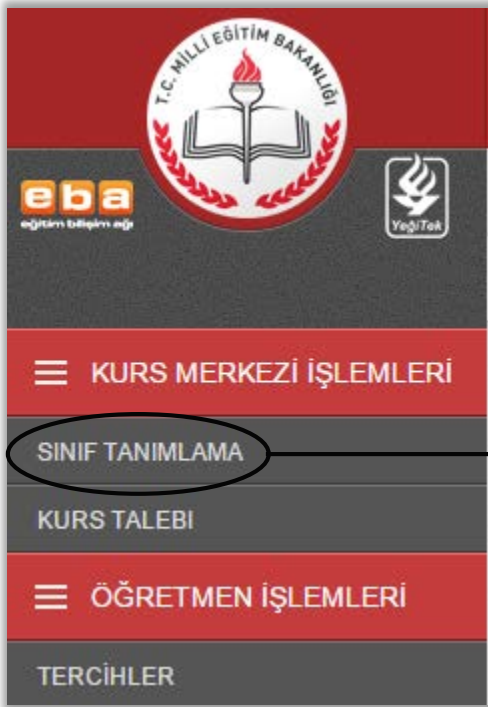 T.C. MİLLİ EĞİTİM BAKANLIĞI
eba
eğitim bilişim ağı
YeğiTek
KURS MERKEZİ İŞLEMLERİ
SINIF TANIMLAMA
KURS TALEBI
ÖĞRETMEN İŞLEMLERİ
TERCİHLER